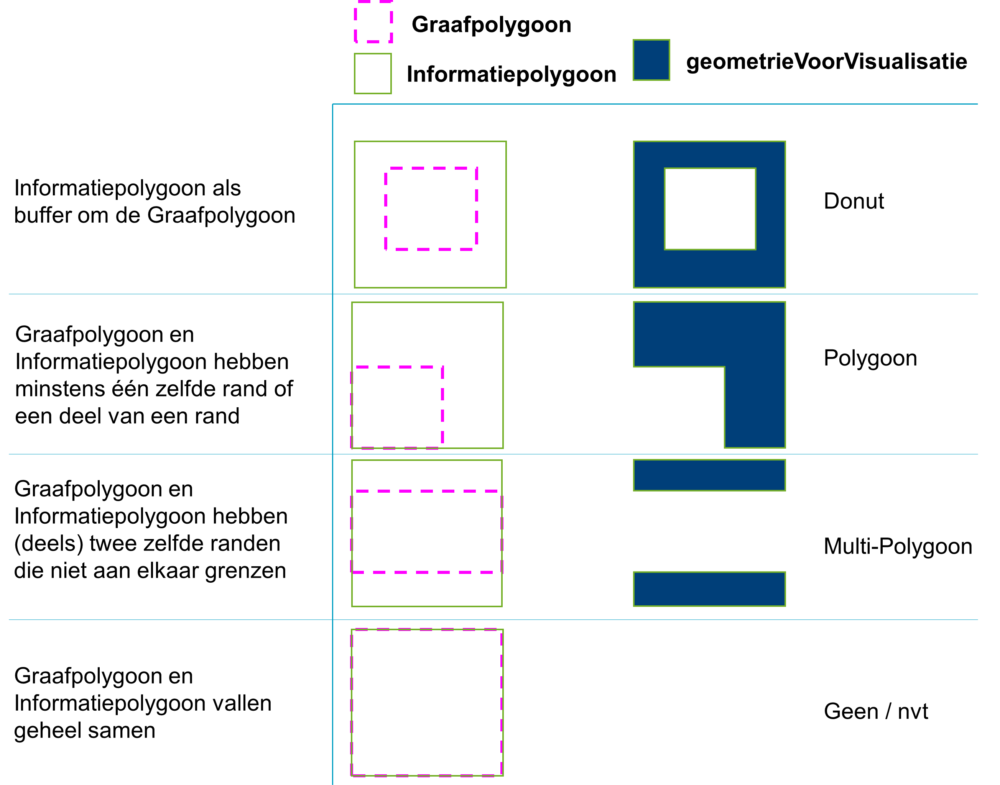 Graafpolygoon
Informatiepolygoon
geometrieVoorVisualisatie
Informatiepolygoon als
buffer om de Graafpolygoon
Donut
Graafpolygoon en
Informatiepolygoon hebben
minstens één zelfde rand of
een deel van een rand
Polygoon
Graafpolygoon en
Informatiepolygoon hebben
(deels) twee zelfde randen
die niet aan elkaar grenzen
Multi-Polygoon
Graafpolygoon en
Informatiepolygoon vallen
geheel samen
Geen / nvt